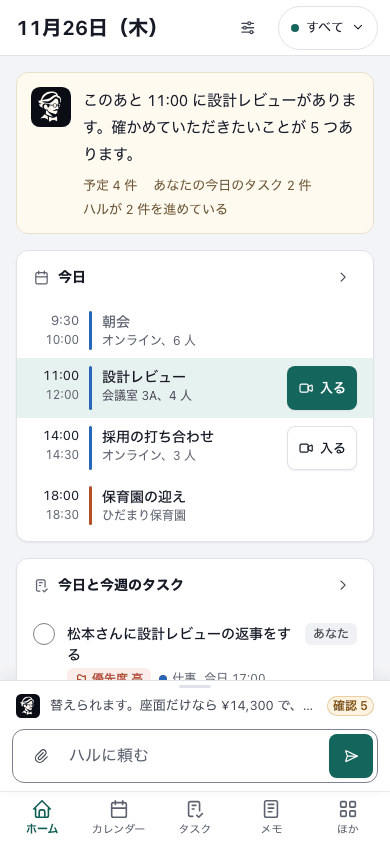 11月26日（木）
すべて
このあと 11:00 に設計レビューがありま
す。確かめていただきたいことが 5 つあ
ります。
予定 4 件 あなたの今日のタスク 2 件
ハルが 2 件を進めている
今日
9:30 朝会
10:00 オンライン、6 人
11:00 設計レビュー
12:00 会議室 3A、4 人
入る
14:00 採用の打ち合わせ
14:30 オンライン、3 人
入る
18:00 保育園の迎え
18:30 ひだまり保育園
今日と今週のタスク
松本さんに設計レビューの返事をす
る
あなた
優先度 高 仕事 今日 17:00
替えられます。座面だけなら ¥14,300 で、...
確認 5
ハルに頼む
ホーム カレンダー タスク メモ ほか